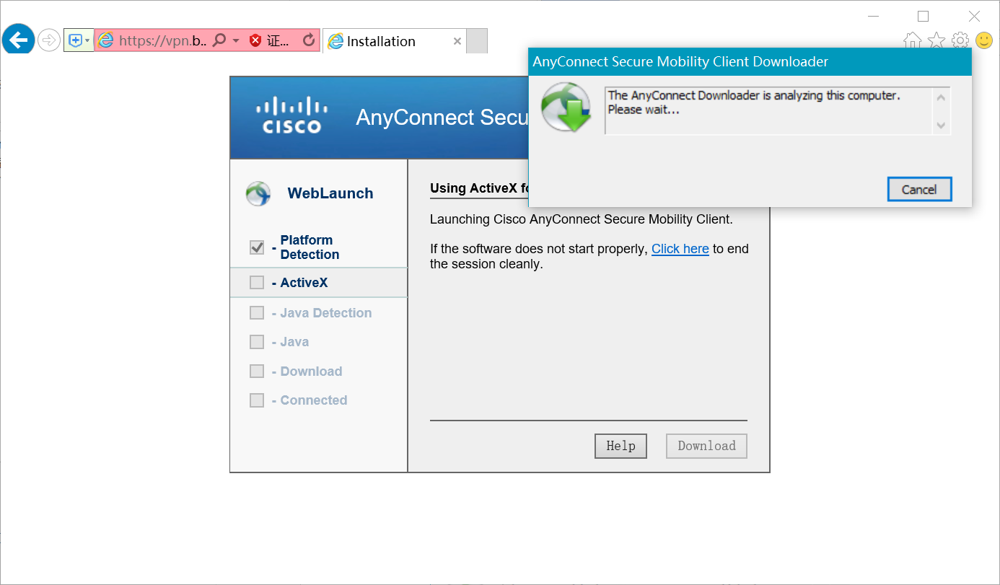 https://vpn.b..
证...
Installation
AnyConnect Secure Mobility Client Downloader
The AnyConnect Downloader is analyzing this computer.
Please wait...
Cancel
CISCO
AnyConnect Secu
WebLaunch
- Platform
Detection
- ActiveX
- Java Detection
- Java
- Download
- Connected
Using ActiveX fo
Launching Cisco AnyConnect Secure Mobility Client.
If the software does not start properly, Click here to end
the session cleanly.
Help
Download